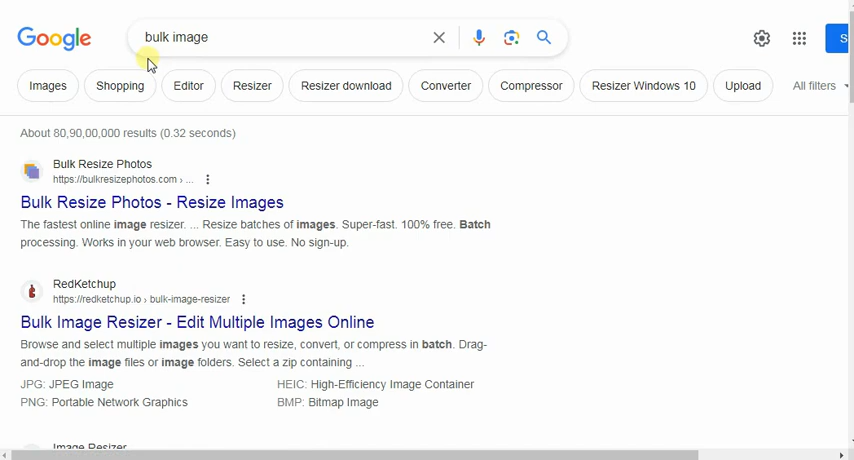 Google
bulk image
S
Images
Shopping
Editor
Resizer
Resizer download
Converter
Compressor
Resizer Windows 10
Upload
All filters
About 80,90,00,000 results (0.32 seconds)
Bulk Resize Photos
https://bulkresizephotos.com › ...
Bulk Resize Photos - Resize Images
The fastest online image resizer. ... Resize batches of images. Super-fast. 100% free. Batch
processing. Works in your web browser. Easy to use. No sign-up.
RedKetchup
https://redketchup.io › bulk-image-resizer
Bulk Image Resizer - Edit Multiple Images Online
Browse and select multiple images you want to resize, convert, or compress in batch. Drag-
and-drop the image files or image folders. Select a zip containing ...
JPG: JPEG Image
HEIC: High-Efficiency Image Container
PNG: Portable Network Graphics
BMP: Bitmap Image
Image Resizer